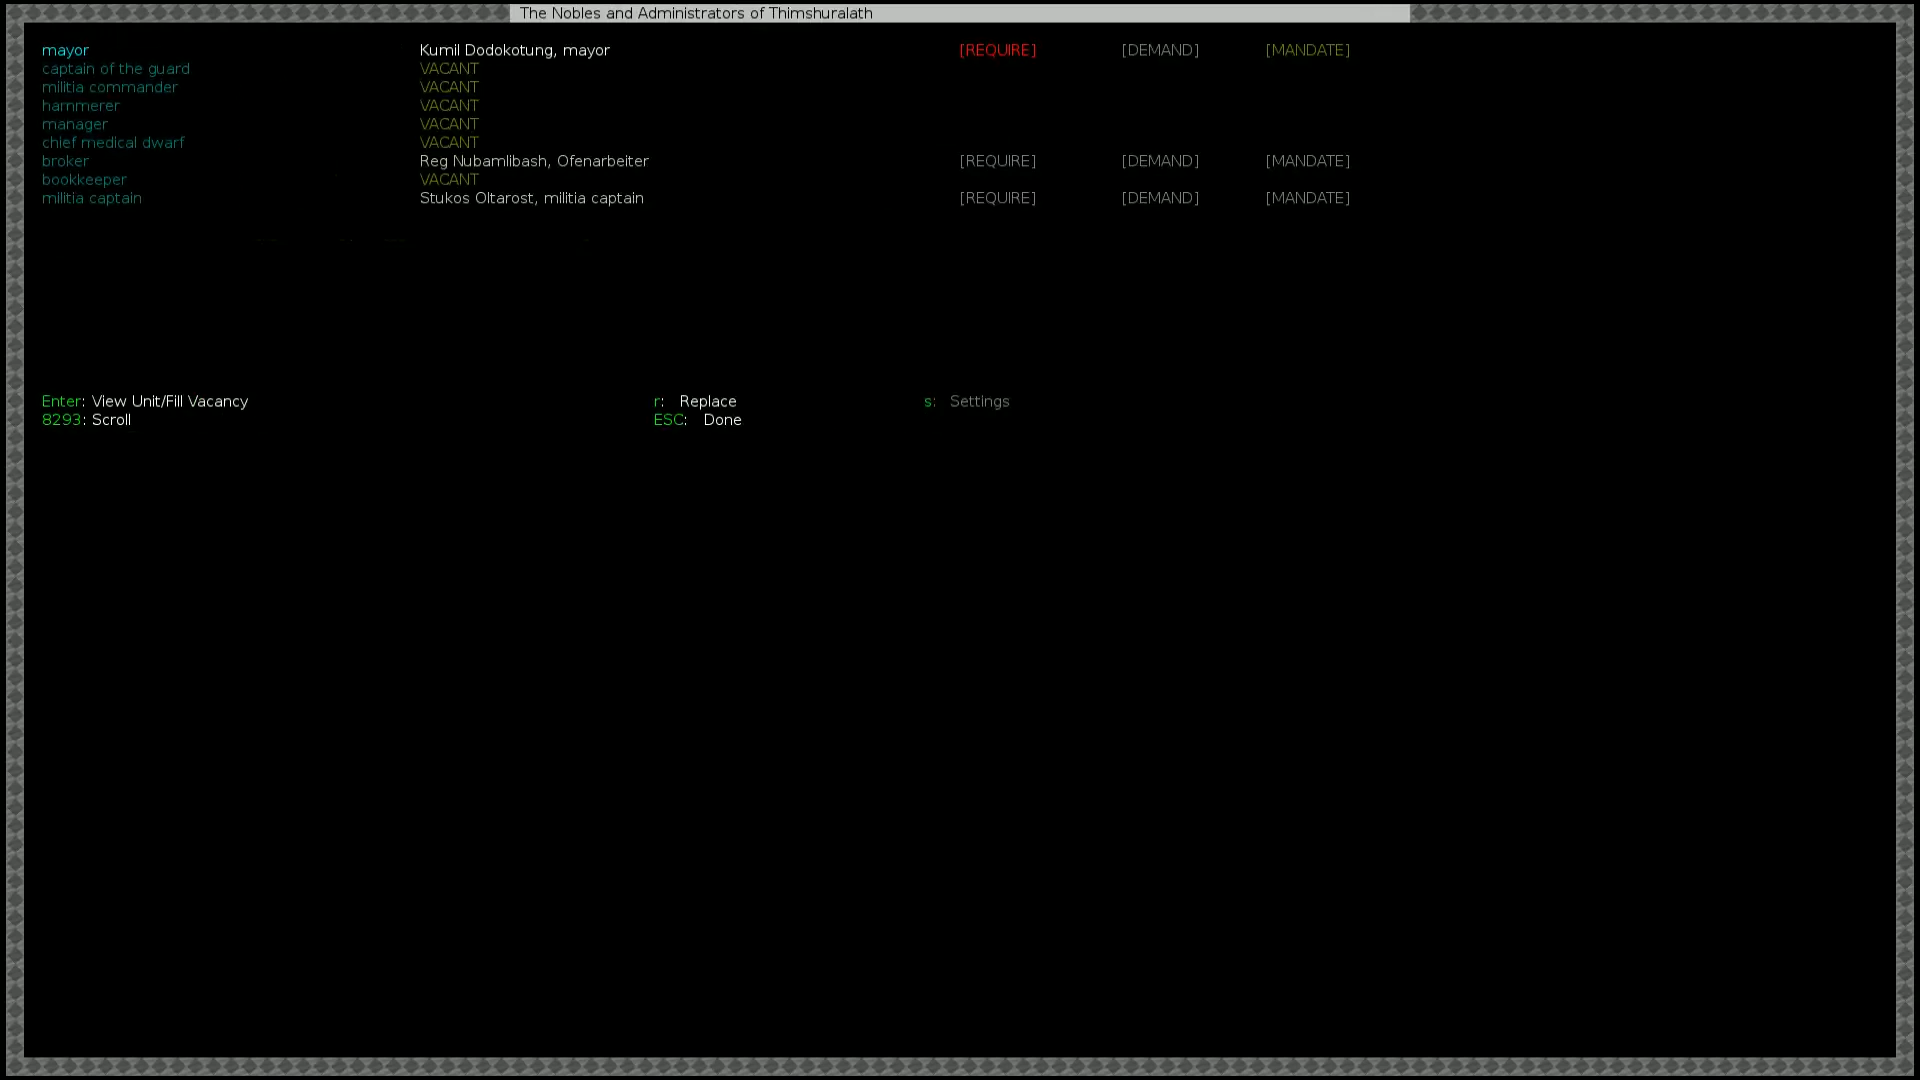 The Nobles and Administrators of Thimshuralath
mayor Kumil Dodokotung, mayor [REQUIRE] [DEMAND] [MANDATE]
captain of the guard VACANT
militia commander VACANT
hammerer VACANT
manager VACANT
chief medical dwarf VACANT
broker Reg Nubamlibash, Ofenarbeiter [REQUIRE] [DEMAND] [MANDATE]
bookkeeper VACANT
militia captain Stukos Oltarost, militia captain [REQUIRE] [DEMAND] [MANDATE]
Enter: View Unit/Fill Vacancy r: Replace s: Settings
8293: Scroll ESC: Done